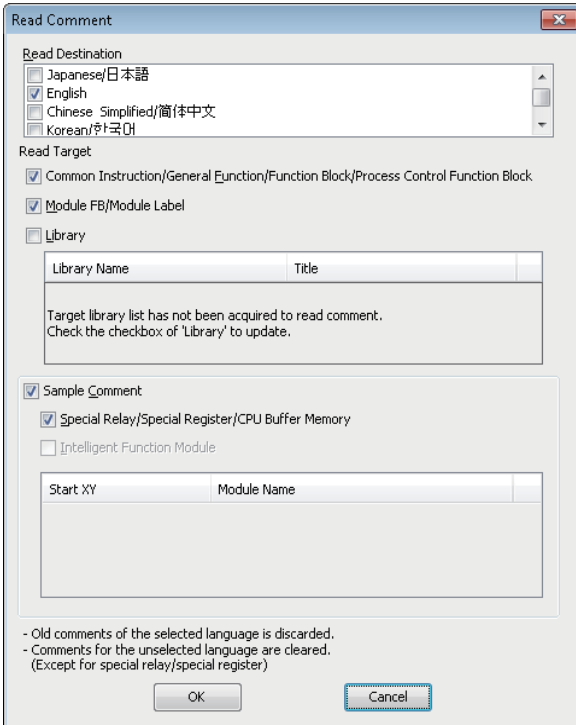 Read Comment
Read Destination
Japanese/日本語
English
Chinese Simplified/简体中文
Korean/한국어
Read Target
Common Instruction/General Function/Function Block/Process Control Function Block
Module FB/Module Label
Library
Library Name Title
Target library list has not been acquired to read comment.
Check the checkbox of 'Library' to update.
Sample Comment
Special Relay/Special Register/CPU Buffer Memory
Intelligent Function Module
Start XY Module Name
- Old comments of the selected language is discarded.
- Comments for the unselected language are cleared.
(Except for special relay/special register)
OK Cancel